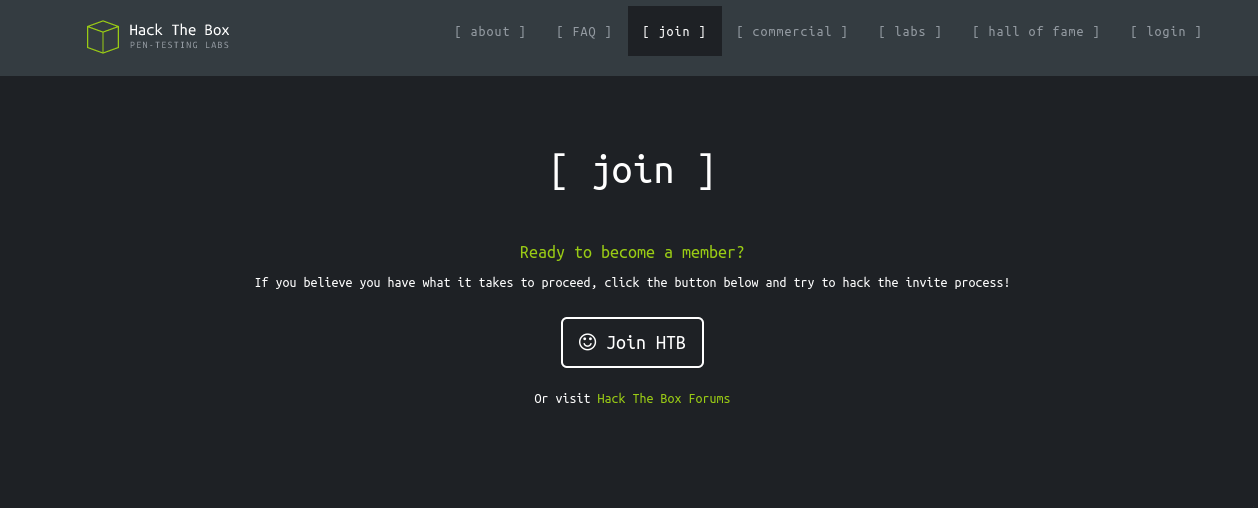 Hack The Box
PEN-TESTING LABS
[ about ] [ FAQ ] [ join ] [ commercial ] [ labs ] [ hall of fame ] [ login ]
[ join ]
Ready to become a member?
If you believe you have what it takes to proceed, click the button below and try to hack the invite process!
Join HTB
Or visit Hack The Box Forums